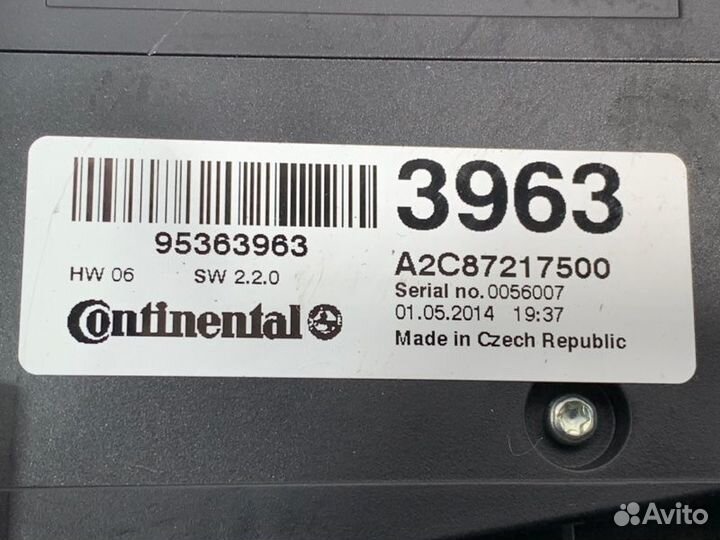 3963
95363963
HW 06 SW 2.2.0
A2C87217500
Serial no.0056007
01.05.2014 19:37
Continental
Made in Czech Republic
Avito